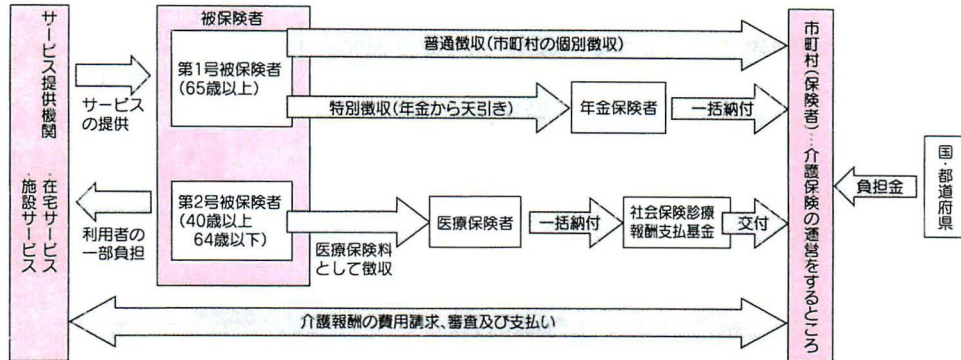 サービス提供機関
・在宅サービス
・施設サービス
サービス
の提供
利用者の
一部負担
被保険者
第1号被保険者
(65歳以上)
第2号被保険者
(40歳以上
64歳以下)
普通徴収(市町村の個別徴収)
特別徴収(年金から天引き)
年金保険者
一括納付
医療保険料
として徴収
医療保険者
一括納付
社会保険診療
報酬支払基金
交付
介護報酬の費用請求、審査及び支払い
市町村(保険者)…介護保険の運営をするところ
負担金
国・都道府県